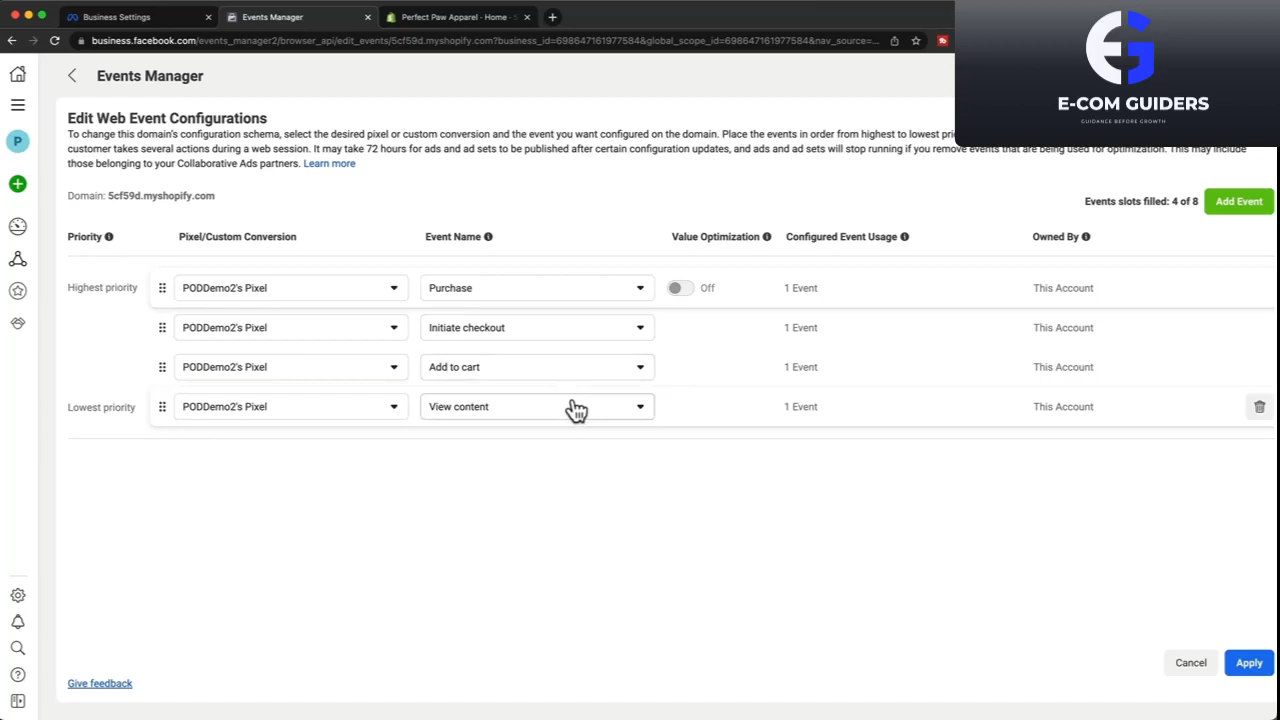 Business Settings
Events Manager
Perfect Paw Apparel - Home -
business.facebook.com/events_manager2/browser_api/edit_events/5cf59d.myshopify.com?business_id=698647161977584&global_scope_id=698647161977584&nav_source=...
EG
E-COM GUIDERS
GUIDANCE BEFORE GROWTH
P
Events Manager
Edit Web Event Configurations
To change this domain's configuration schema, select the desired pixel or custom conversion and the event you want configured on the domain. Place the events in order from highest to lowest
customer takes several actions during a web session. It may take 72 hours for ads and ad sets to be published after certain configuration updates, and ads and ad sets will stop running if you remove events that are being used for optimization. This may include
those belonging to your Collaborative Ads partners. Learn more
Domain: 5cf59d.myshopify.com
Events slots filled: 4 of 8 Add Event
Priority Pixel/Custom Conversion Event Name Value Optimization Configured Event Usage Owned By
Highest priority PODDemo2's Pixel Purchase Off 1 Event This Account
PODDemo2's Pixel Initiate checkout 1 Event This Account
PODDemo2's Pixel Add to cart 1 Event This Account
Lowest priority PODDemo2's Pixel View content 1 Event This Account
Cancel Apply
Give feedback